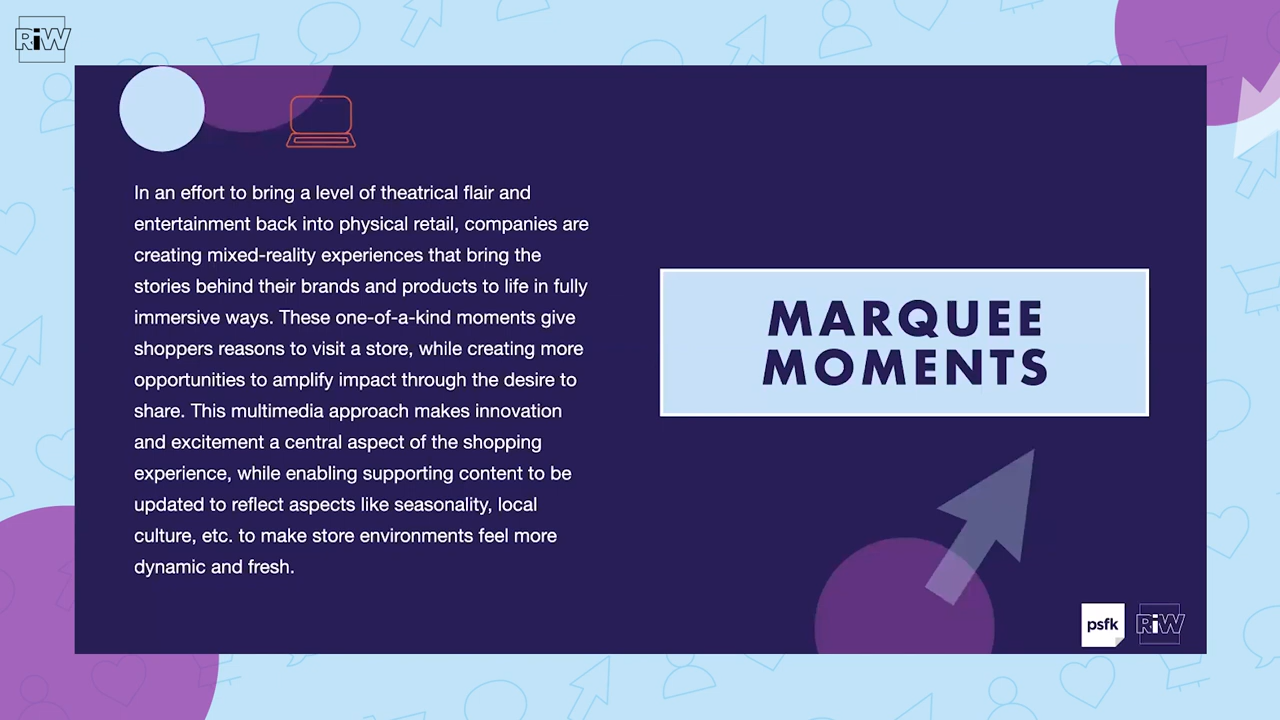 RiW
In an effort to bring a level of theatrical flair and
entertainment back into physical retail, companies are
creating mixed-reality experiences that bring the
stories behind their brands and products to life in fully
immersive ways. These one-of-a-kind moments give
shoppers reasons to visit a store, while creating more
opportunities to amplify impact through the desire to
share. This multimedia approach makes innovation
and excitement a central aspect of the shopping
experience, while enabling supporting content to be
updated to reflect aspects like seasonality, local
culture, etc. to make store environments feel more
dynamic and fresh.
MARQUEE
MOMENTS
psfk RiW